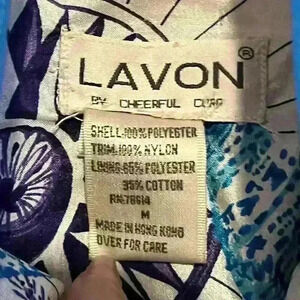 LAVON®
BY CHEERFUL CORP
SHELL:100% POLYESTER
TRIM:100% NYLON
LINING:65% POLYESTER
35% COTTON
RN78614
M
MADE IN HONG KONG
OVER FOR CARE